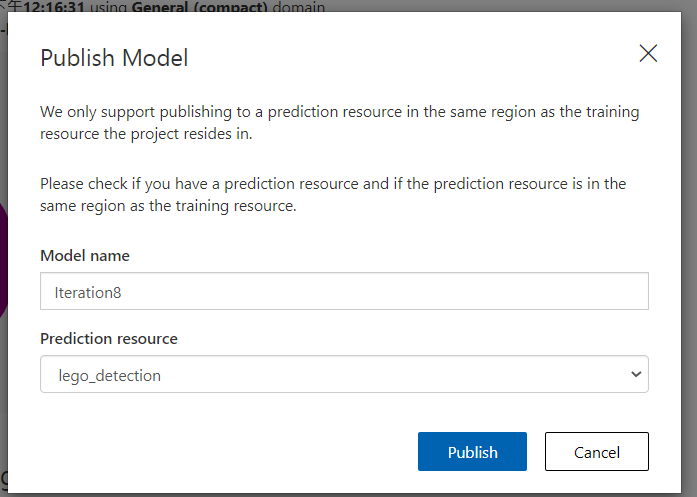 下午12:16:31 using General (compact) domain
Publish Model
We only support publishing to a prediction resource in the same region as the training
resource the project resides in.
Please check if you have a prediction resource and if the prediction resource is in the
same region as the training resource.
Model name
Iteration8
Prediction resource
lego_detection
Publish
Cancel